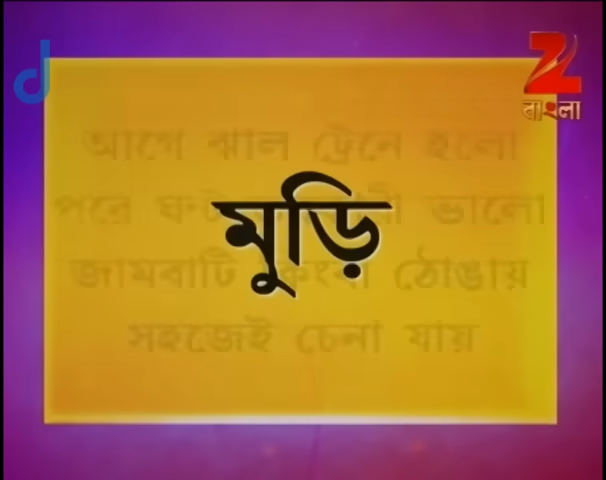 বাংলা
আগে ঝাল ট্রেনে হলো
পরে ভালো
মুড়ি
জামবাটি কিংবা ঠোঙায়
সহজেই চেনা যায়